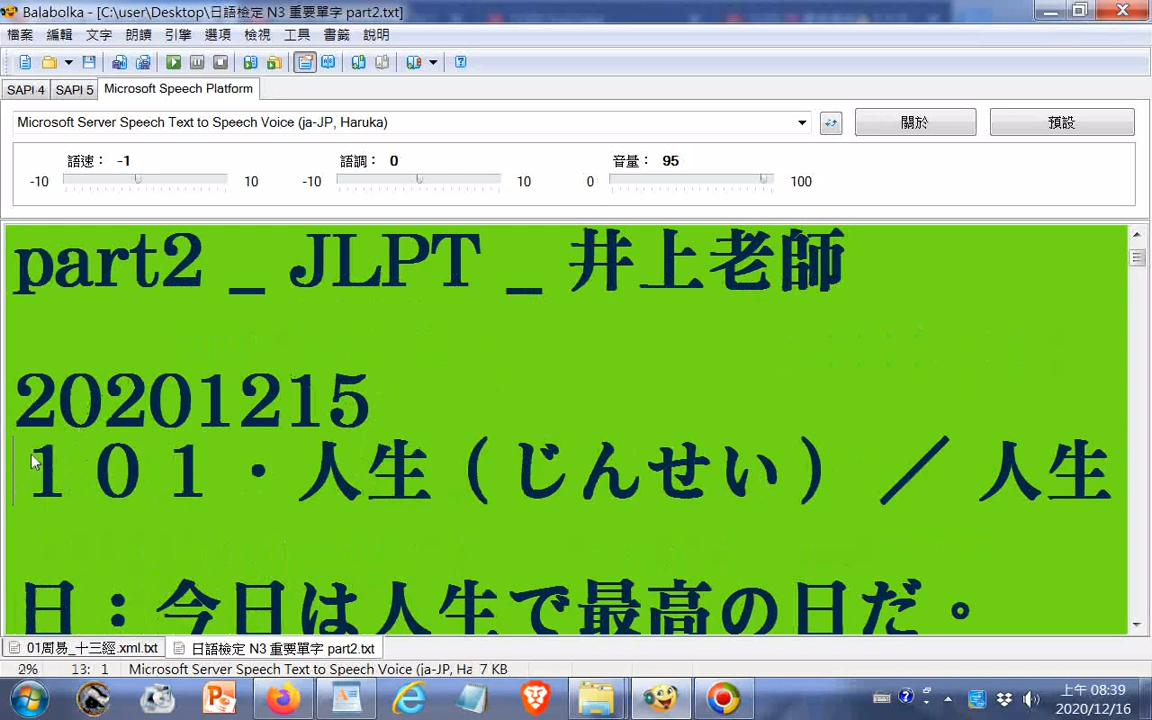 Balabolka - [C:\user\Desktop\日語檢定 N3 重要單字 part2.txt]
檔案 編輯 文字 朗讀 引擎 選項 檢視 工具 書籤 說明
SAPI 4 SAPI 5 Microsoft Speech Platform
Microsoft Server Speech Text to Speech Voice (ja-JP, Haruka) 關於 預設
語速： -1 語調： 0 音量： 95
-10 10 -10 10 0 100
part2 _ JLPT _ 井上老師
20201215
１０１・人生（じんせい）／人生
日：今日は人生で最高の日だ。
01周易_十三經.xml.txt 日語檢定 N3 重要單字 part2.txt
2% 13: 1 Microsoft Server Speech Text to Speech Voice (ja-JP, Ha 7 KB
上午 08:39
2020/12/16